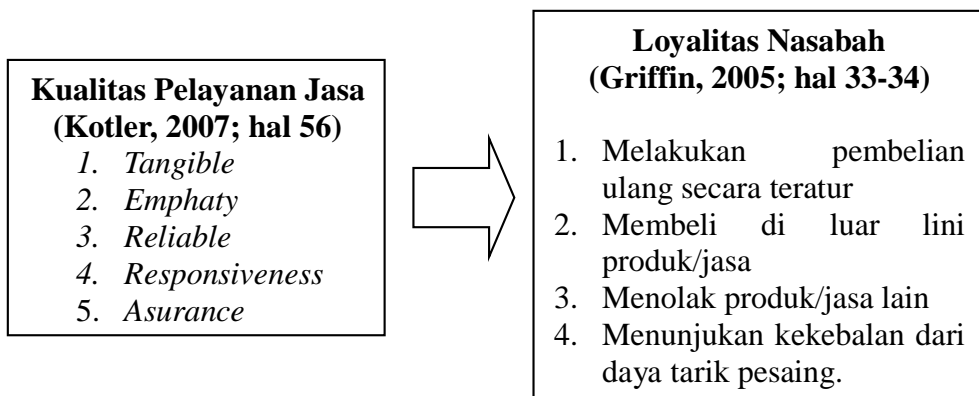 Kualitas Pelayanan Jasa
(Kotler, 2007; hal 56)
1. Tangible
2. Emphaty
3. Reliable
4. Responsiveness
5. Asurance
Loyalitas Nasabah
(Griffin, 2005; hal 33-34)
1. Melakukan pembelian
ulang secara teratur
2. Membeli di luar lini
produk/jasa
3. Menolak produk/jasa lain
4. Menunjukan kekebalan dari
daya tarik pesaing.